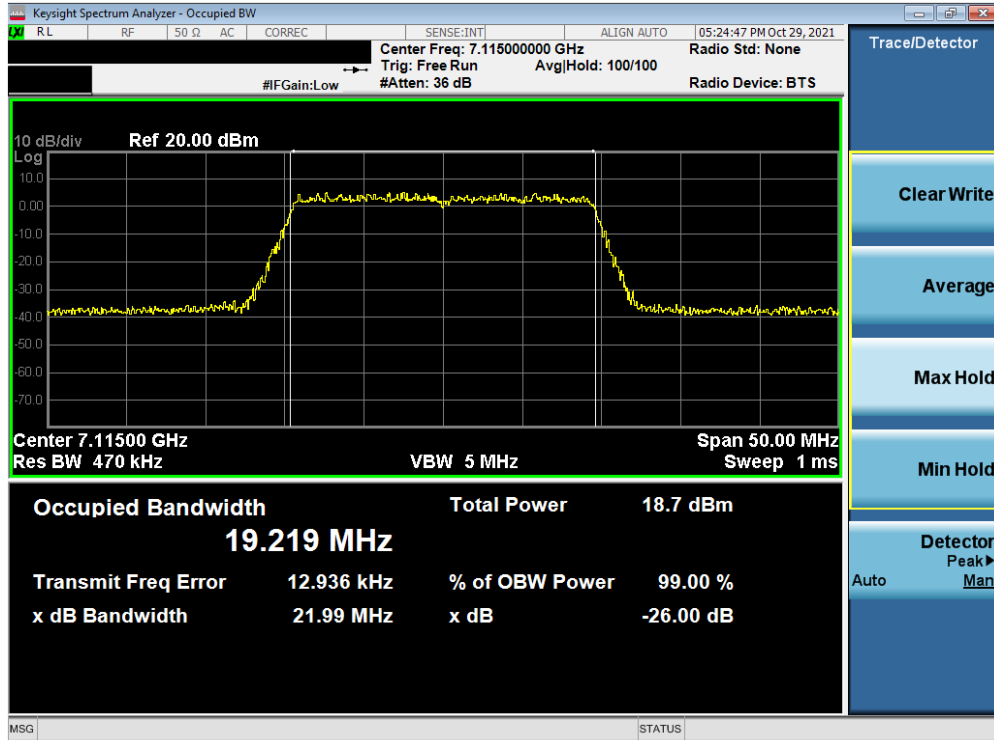 Keysight Spectrum Analyzer - Occupied BW
LXI RL RF 50 Ω AC CORREC SENSE:INT ALIGN AUTO 05:24:47 PM Oct 29, 2021
Center Freq: 7.115000000 GHz Radio Std: None
Trig: Free Run Avg|Hold: 100/100
#IFGain:Low #Atten: 36 dB Radio Device: BTS
10 dB/div Ref 20.00 dBm
Log
10.0
0.00
-10.0
-20.0
-30.0
-40.0
-50.0
-60.0
-70.0
Center 7.11500 GHz Span 50.00 MHz
Res BW 470 kHz VBW 5 MHz Sweep 1 ms
Occupied Bandwidth Total Power 18.7 dBm
19.219 MHz
Transmit Freq Error 12.936 kHz % of OBW Power 99.00 %
x dB Bandwidth 21.99 MHz x dB -26.00 dB
MSG STATUS
Trace/Detector
Clear Write
Average
Max Hold
Min Hold
Detector
Peak▶
Auto Man